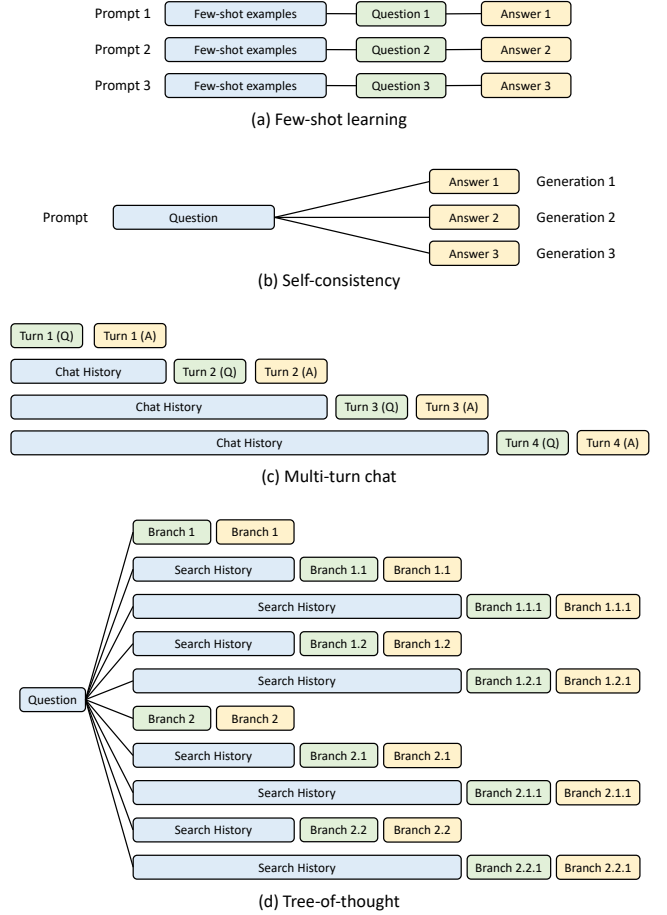 Prompt 1 Few-shot examples Question 1 Answer 1
Prompt 2 Few-shot examples Question 2 Answer 2
Prompt 3 Few-shot examples Question 3 Answer 3
(a) Few-shot learning
Answer 1 Generation 1
Prompt Question Answer 2 Generation 2
Answer 3 Generation 3
(b) Self-consistency
Turn 1 (Q) Turn 1 (A)
Chat History Turn 2 (Q) Turn 2 (A)
Chat History Turn 3 (Q) Turn 3 (A)
Chat History Turn 4 (Q) Turn 4 (A)
(c) Multi-turn chat
Branch 1 Branch 1
Search History Branch 1.1 Branch 1.1
Search History Branch 1.1.1 Branch 1.1.1
Search History Branch 1.2 Branch 1.2
Search History Branch 1.2.1 Branch 1.2.1
Question
Branch 2 Branch 2
Search History Branch 2.1 Branch 2.1
Search History Branch 2.1.1 Branch 2.1.1
Search History Branch 2.2 Branch 2.2
Search History Branch 2.2.1 Branch 2.2.1
(d) Tree-of-thought